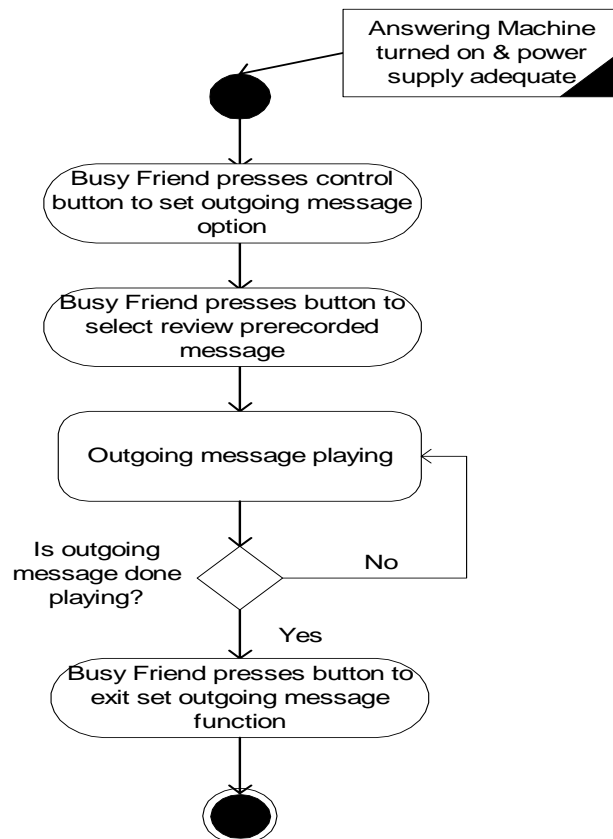 Answering Machine
turned on & power
supply adequate
Busy Friend presses control
button to set outgoing message
option
Busy Friend presses button to
select review prerecorded
message
Outgoing message playing
Is outgoing
message done
playing?
No
Yes
Busy Friend presses button to
exit set outgoing message
function